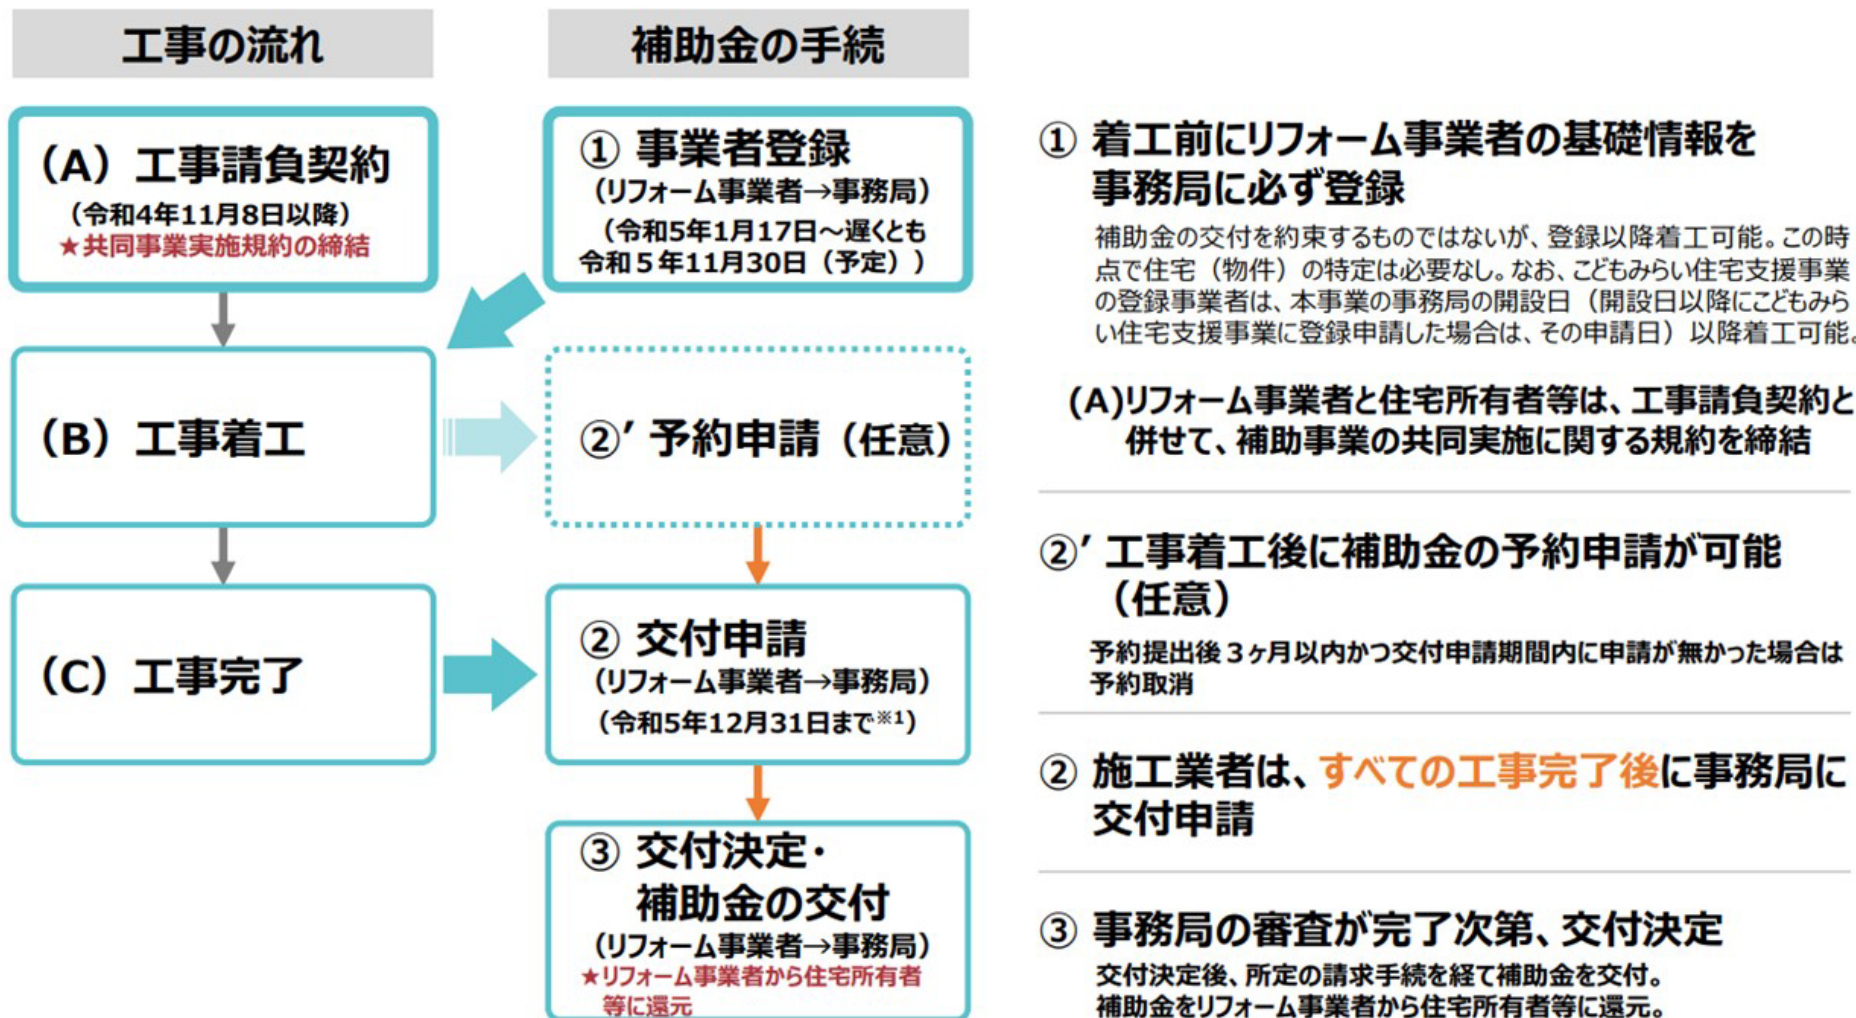 工事の流れ
補助金の手続
（A）工事請負契約
（令和4年11月8日以降）
★共同事業実施規約の締結
① 事業者登録
（リフォーム事業者→事務局）
（令和5年1月17日～遅くとも
令和５年11月30日（予定））
（B）工事着工
②’ 予約申請（任意）
（C）工事完了
② 交付申請
（リフォーム事業者→事務局）
（令和5年12月31日まで※1）
③ 交付決定・
補助金の交付
（リフォーム事業者→事務局）
★リフォーム事業者から住宅所有者
等に還元
① 着工前にリフォーム事業者の基礎情報を
事務局に必ず登録
補助金の交付を約束するものではないが、登録以降着工可能。この時
点で住宅（物件）の特定は必要なし。なお、こどもみらい住宅支援事業
の登録事業者は、本事業の事務局の開設日（開設日以降にこどもみら
い住宅支援事業に登録申請した場合は、その申請日）以降着工可能。
(A)リフォーム事業者と住宅所有者等は、工事請負契約と
併せて、補助事業の共同実施に関する規約を締結
②’ 工事着工後に補助金の予約申請が可能
（任意）
予約提出後３ヶ月以内かつ交付申請期間内に申請が無かった場合は
予約取消
② 施工業者は、すべての工事完了後に事務局に
交付申請
③ 事務局の審査が完了次第、交付決定
交付決定後、所定の請求手続を経て補助金を交付。
補助金をリフォーム事業者から住宅所有者等に還元。